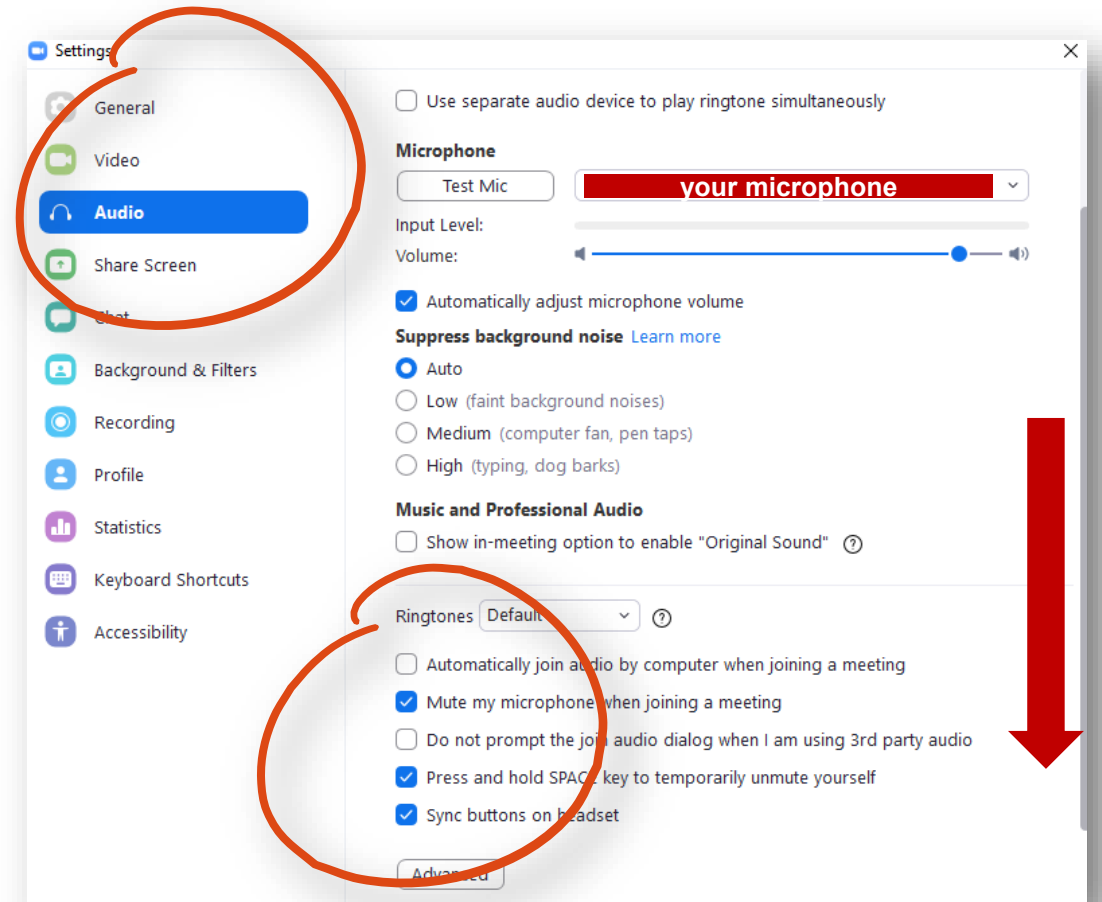 Settings
General
Video
Audio
Share Screen
Chat
Background & Filters
Recording
Profile
Statistics
Keyboard Shortcuts
Accessibility
Use separate audio device to play ringtone simultaneously
Microphone
Test Mic your microphone
Input Level:
Volume:
Automatically adjust microphone volume
Suppress background noise Learn more
Auto
Low (faint background noises)
Medium (computer fan, pen taps)
High (typing, dog barks)
Music and Professional Audio
Show in-meeting option to enable "Original Sound" ?
Ringtones Default ?
Automatically join audio by computer when joining a meeting
Mute my microphone when joining a meeting
Do not prompt the join audio dialog when I am using 3rd party audio
Press and hold SPACE key to temporarily unmute yourself
Sync buttons on headset
Advanced